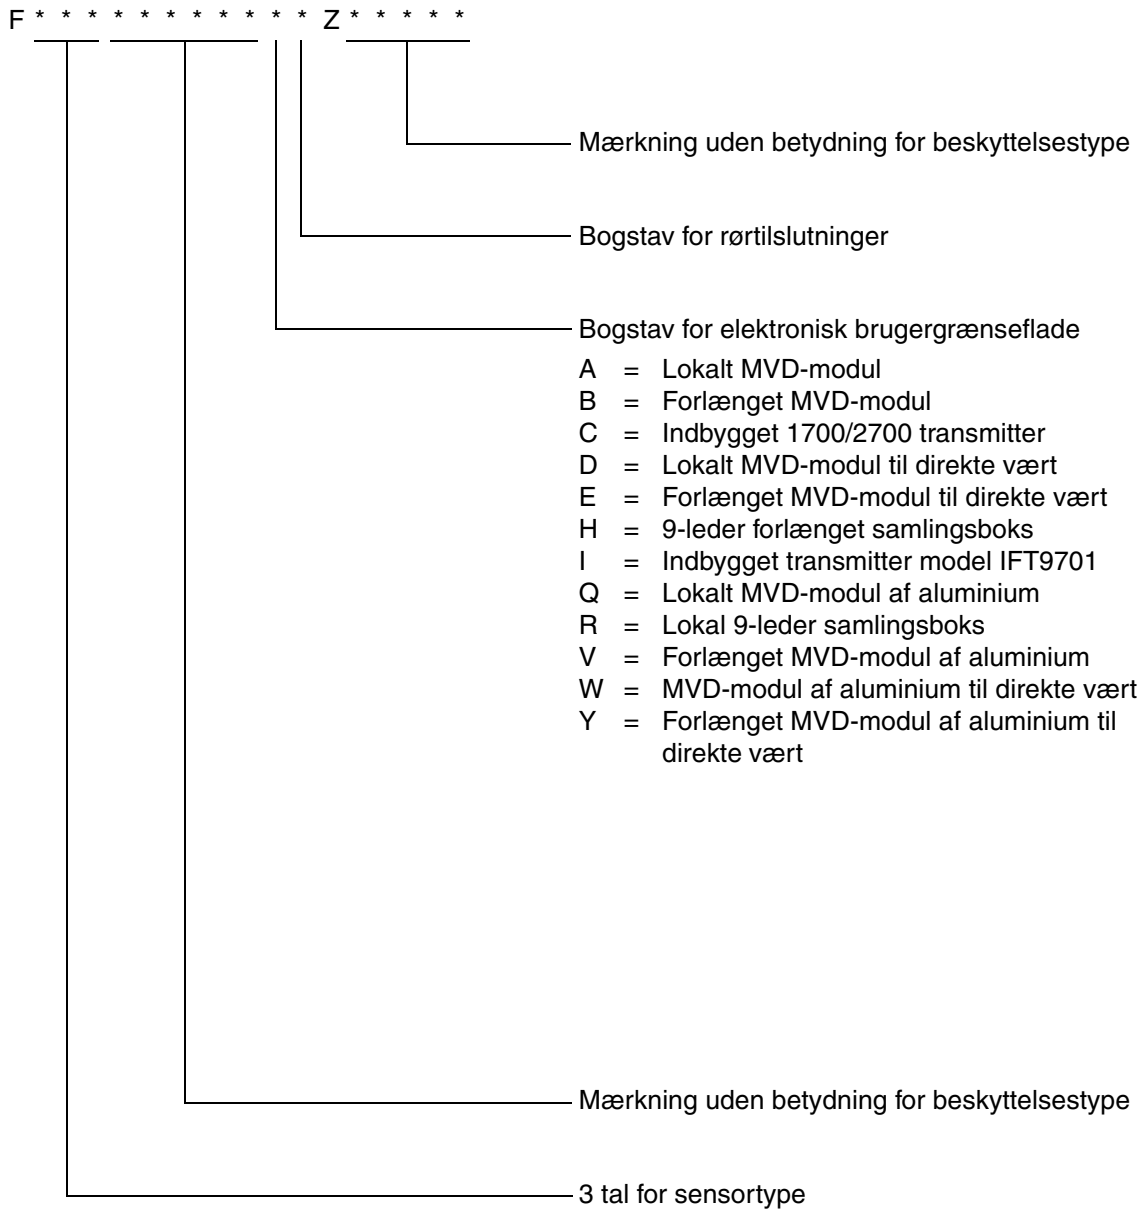 F * * * * * * * * * * * Z * * * * *
Mærkning uden betydning for beskyttelsestype
Bogstav for rørtilslutninger
Bogstav for elektronisk brugergrænseflade
A = Lokalt MVD-modul
B = Forlænget MVD-modul
C = Indbygget 1700/2700 transmitter
D = Lokalt MVD-modul til direkte vært
E = Forlænget MVD-modul til direkte vært
H = 9-leder forlænget samlingsboks
I = Indbygget transmitter model IFT9701
Q = Lokalt MVD-modul af aluminium
R = Lokal 9-leder samlingsboks
V = Forlænget MVD-modul af aluminium
W = MVD-modul af aluminium til direkte vært
Y = Forlænget MVD-modul af aluminium til
direkte vært
Mærkning uden betydning for beskyttelsestype
3 tal for sensortype